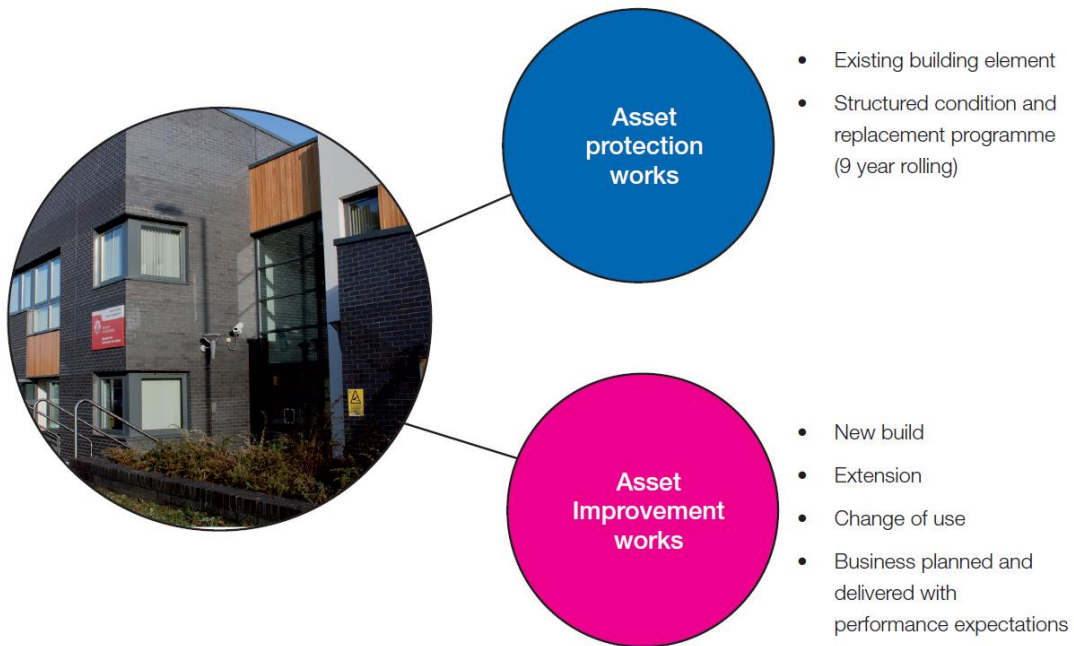 Asset
protection
works
• Existing building element
• Structured condition and
replacement programme
(9 year rolling)
Asset
Improvement
works
• New build
• Extension
• Change of use
• Business planned and
delivered with
performance expectations